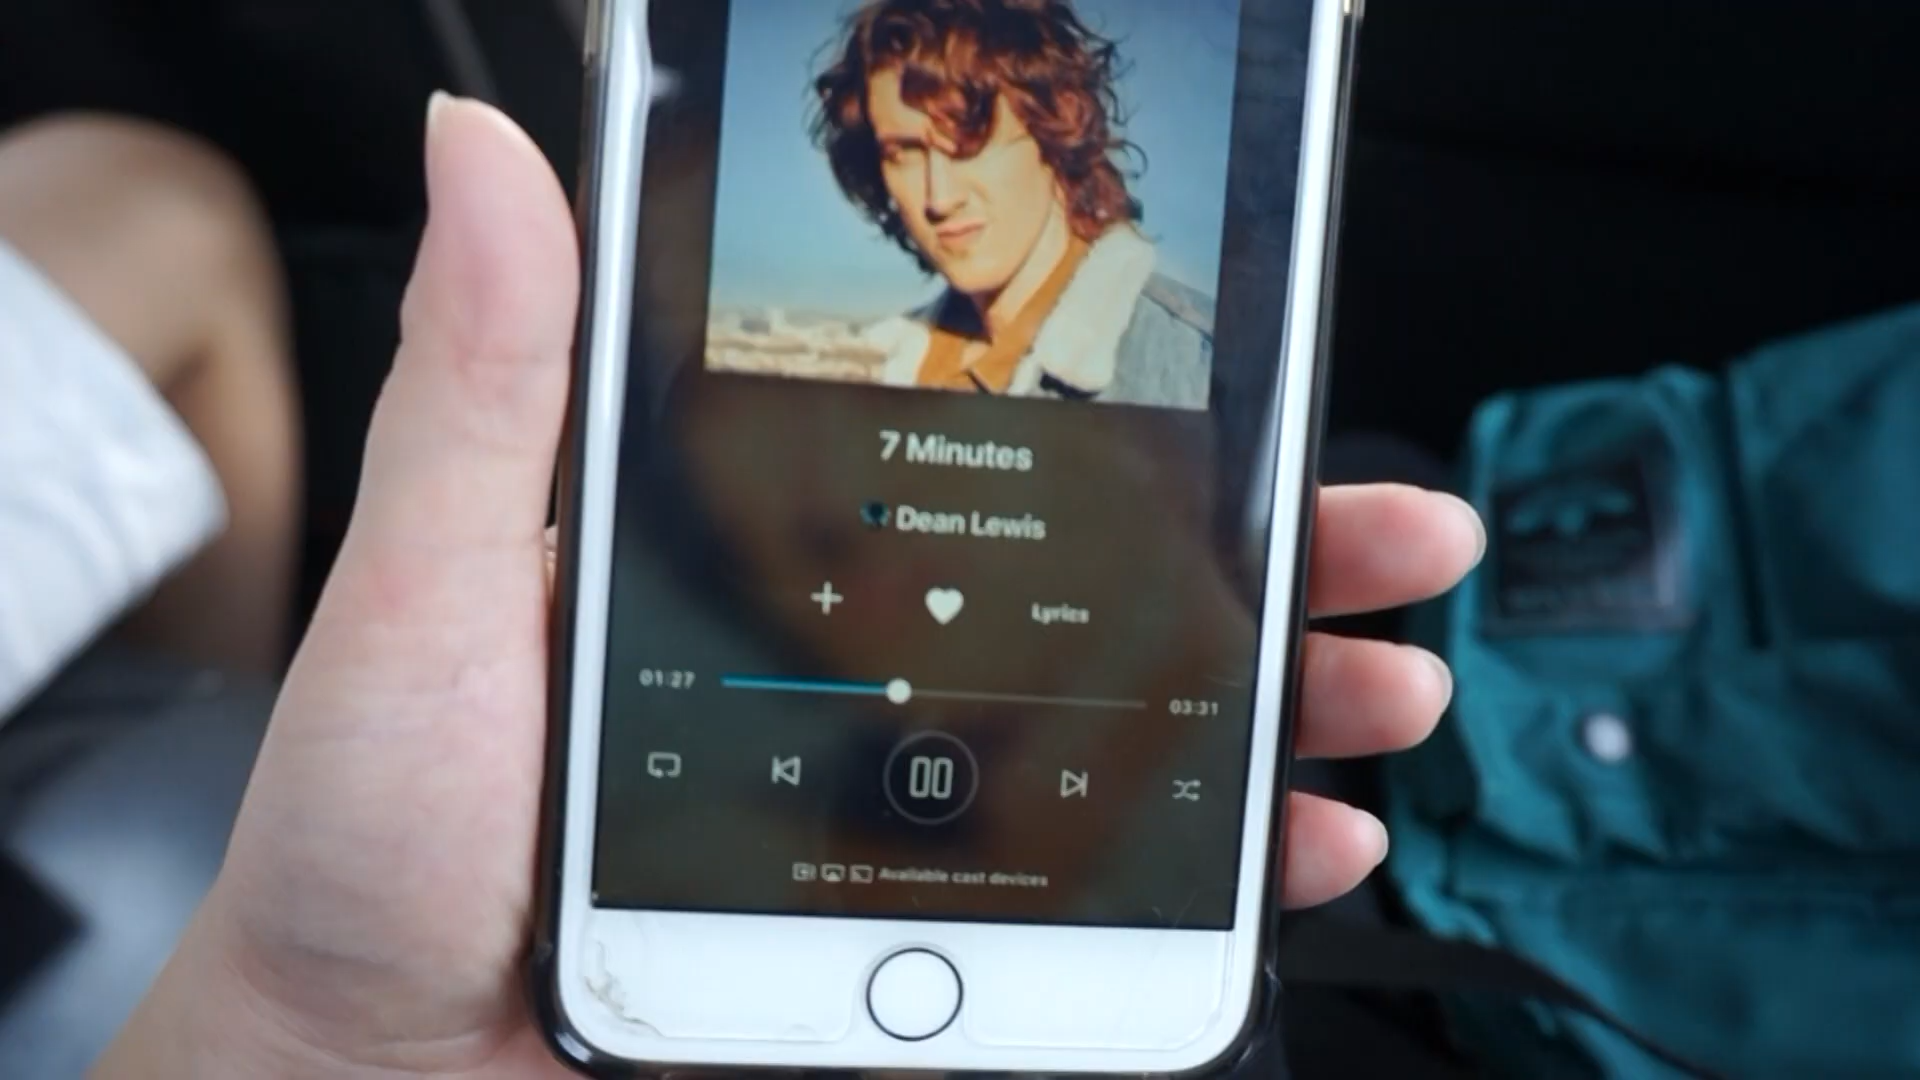 7 Minutes
Dean Lewis
Lyrics
01:27
03:31
Available cast devices